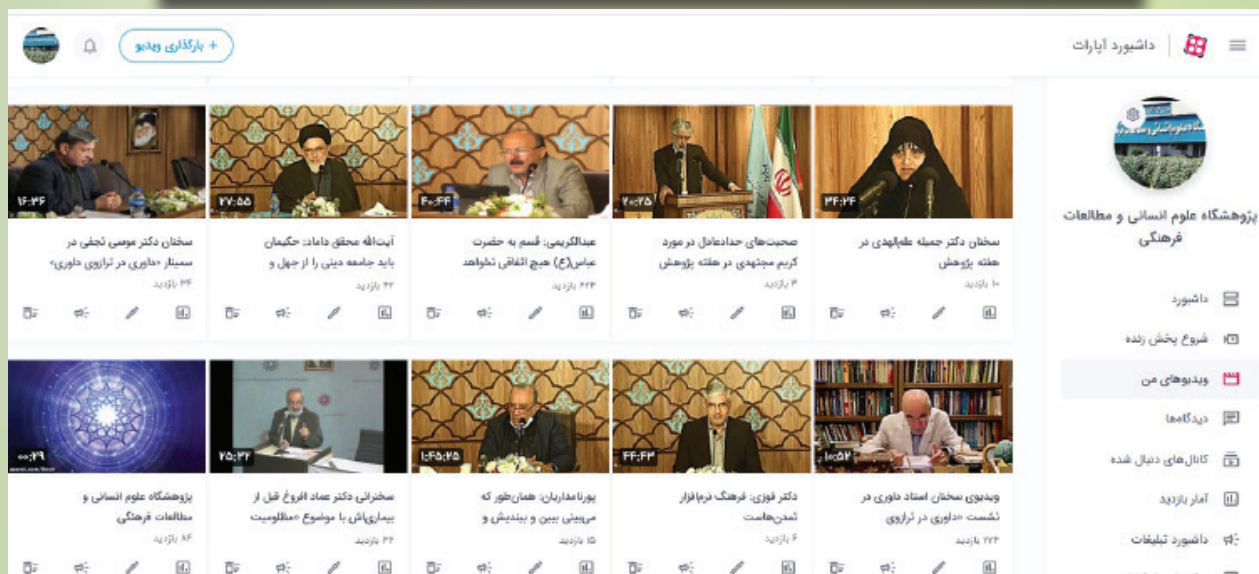 داشبورد آپارات
+ بارگذاری ویدیو
پژوهشگاه علوم انسانی و مطالعات
فرهنگی
داشبورد
شروع پخش زنده
ویدیوهای من
دیدگاه‌ها
کانال‌های دنبال شده
آمار بازدید
داشبورد تبلیغات
۳۴:۲۴
سخنان دکتر جمیله علم‌الهدی در
هفته پژوهش
۱۰ بازدید
۲۰:۲۵
صحبت‌های حدادعادل در مورد
کریم مجتهدی در هفته پژوهش
۳ بازدید
۴۰:۴۴
عبدالکریمی: قسم به حضرت
عباس(ع) هیچ اتفاقی نخواهد
بازدید
۲۷:۵۵
آیت‌الله محقق داماد: حکیمان
باید جامعه دینی را از جهل و
بازدید
۱۶:۳۶
سخنان دکتر موسی نجفی در
سمینار «داوری در ترازوی داوری»
۳۴ بازدید
۱۰:۵۲
ویدیوی سخنان استاد داوری در
نشست «داوری در ترازوی
بازدید
۴۴:۴۳
دکتر فوزی: فرهنگ نرم‌افزار
تمدن‌هاست
۶ بازدید
۱:۴۵:۲۵
پورنامداریان: همان‌طور که
می‌بینی ببین و بیندیش و
۱۵ بازدید
۲۵:۳۲
سخنرانی دکتر عماد افروغ قبل از
بیماری‌اش با موضوع «مظلومیت
بازدید
۰۰:۲۹
پژوهشگاه علوم انسانی و
مطالعات فرهنگی
بازدید